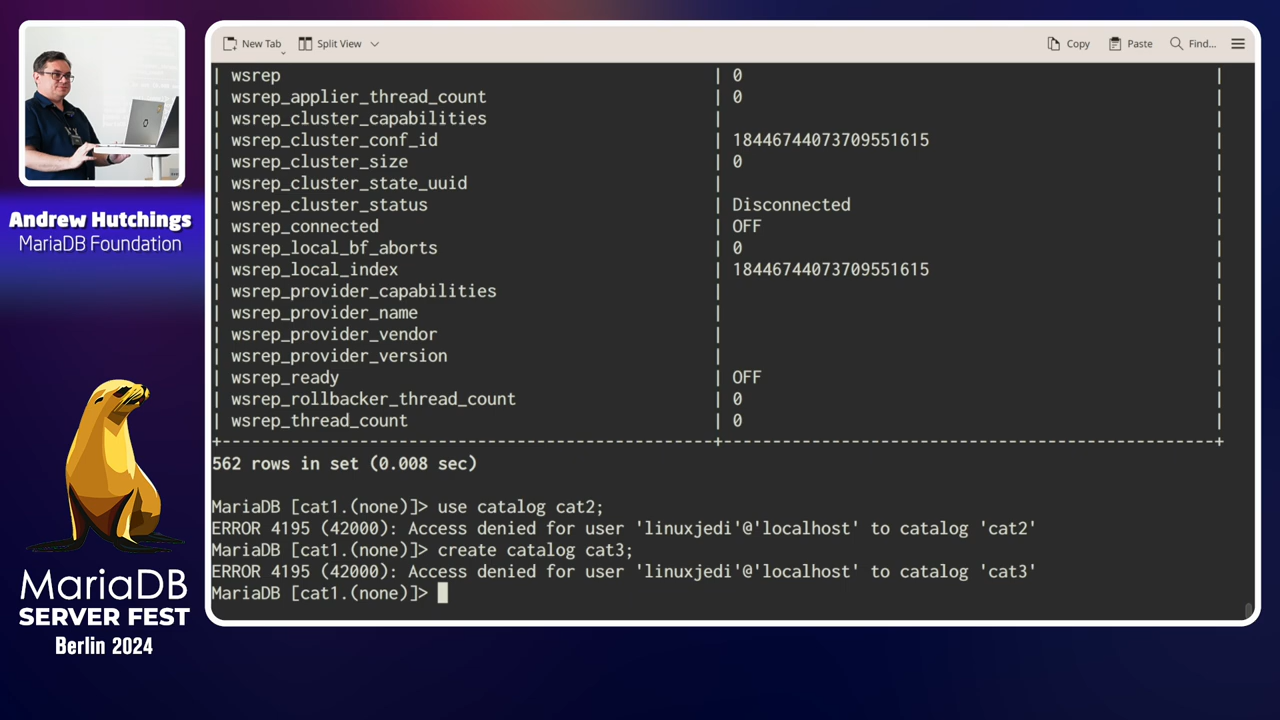 New Tab
Split View
Copy
Paste
Find...
| wsrep | 0 |
| wsrep_applier_thread_count | 0 |
| wsrep_cluster_capabilities | |
| wsrep_cluster_conf_id | 18446744073709551615 |
| wsrep_cluster_size | 0 |
| wsrep_cluster_state_uuid | |
| wsrep_cluster_status | Disconnected |
| wsrep_connected | OFF |
| wsrep_local_bf_aborts | 0 |
| wsrep_local_index | 18446744073709551615 |
| wsrep_provider_capabilities | |
| wsrep_provider_name | |
| wsrep_provider_vendor | |
| wsrep_provider_version | |
| wsrep_ready | OFF |
| wsrep_rollbacker_thread_count | 0 |
| wsrep_thread_count | 0 |
+--------------------------------------------------+--------------------------------------------------+
562 rows in set (0.008 sec)
MariaDB [cat1.(none)]> use catalog cat2;
ERROR 4195 (42000): Access denied for user 'linuxjedi'@'localhost' to catalog 'cat2'
MariaDB [cat1.(none)]> create catalog cat3;
ERROR 4195 (42000): Access denied for user 'linuxjedi'@'localhost' to catalog 'cat3'
MariaDB [cat1.(none)]>
Andrew Hutchings
MariaDB Foundation
MariaDB
SERVER FEST
Berlin 2024